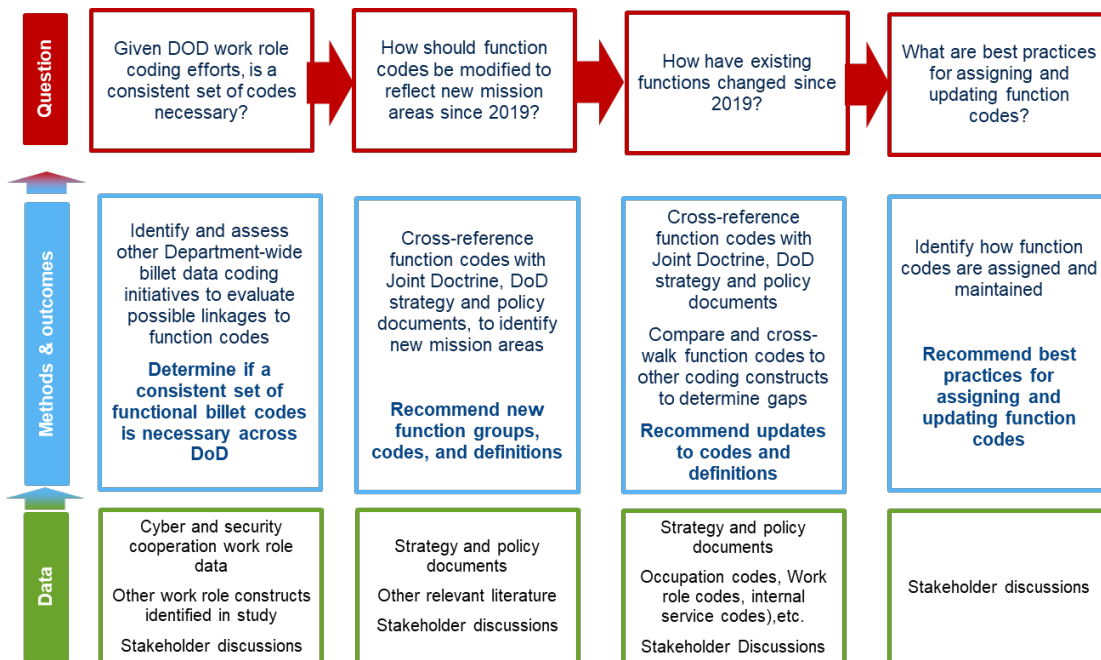 Question
Given DOD work role
coding efforts, is a
consistent set of codes
necessary?
How should function
codes be modified to
reflect new mission
areas since 2019?
How have existing
functions changed since
2019?
What are best practices
for assigning and
updating function
codes?
Methods & outcomes
Identify and assess
other Department-wide
billet data coding
initiatives to evaluate
possible linkages to
function codes
Determine if a
consistent set of
functional billet codes
is necessary across
DoD
Cross-reference
function codes with
Joint Doctrine, DoD
strategy and policy
documents, to identify
new mission areas
Recommend new
function groups,
codes, and definitions
Cross-reference
function codes with
Joint Doctrine, DoD
strategy and policy
documents
Compare and cross-
walk function codes to
other coding constructs
to determine gaps
Recommend updates
to codes and
definitions
Identify how function
codes are assigned and
maintained
Recommend best
practices for
assigning and
updating function
codes
Data
Cyber and security
cooperation work role
data
Other work role constructs
identified in study
Stakeholder discussions
Strategy and policy
documents
Other relevant literature
Stakeholder discussions
Strategy and policy
documents
Occupation codes, Work
role codes, internal
service codes),etc.
Stakeholder Discussions
Stakeholder discussions